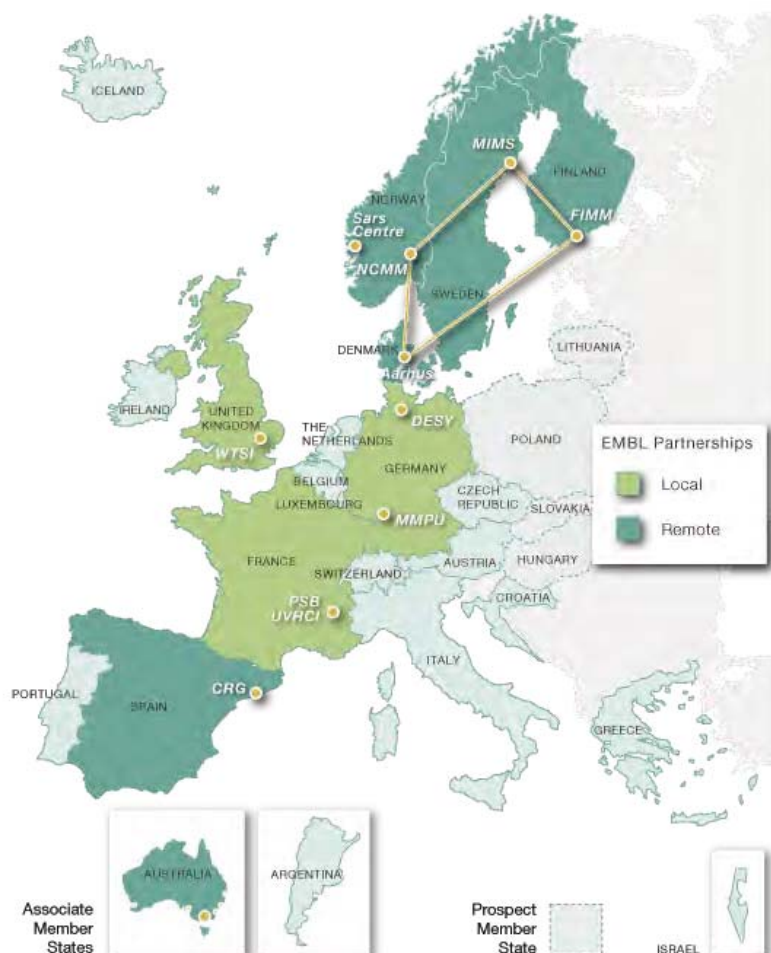 ICELAND
MIMS
FINLAND
NORWAY
Sars
Centre
FIMM
NCMM
SWEDEN
DENMARK
Aarhus
LITHUANIA
IRELAND
UNITED
KINGDOM
WTSI
THE
NETHERLANDS
DESY
POLAND
GERMANY
BELGIUM
LUXEMBOURG
CZECH
REPUBLIC
SLOVAKIA
MMPU
FRANCE
SWITZERLAND
AUSTRIA
HUNGARY
CROATIA
PSB
UVHCI
ITALY
PORTUGAL
SPAIN
CRG
GREECE
EMBL Partnerships
Local
Remote
Associate
Member
States
AUSTRALIA
ARGENTINA
Prospect
Member
State
ISRAEL